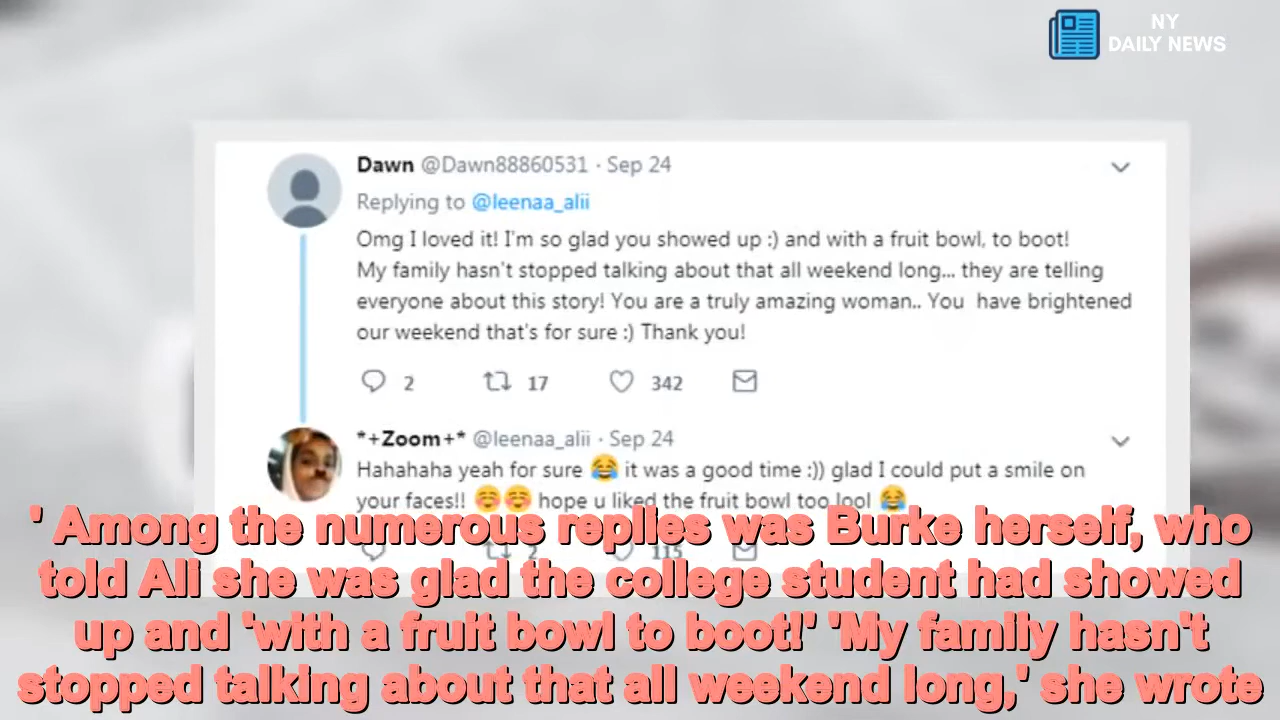 NY
DAILY NEWS
Dawn @Dawn88860531 · Sep 24
Replying to @leenaa_alii
Omg I loved it! I'm so glad you showed up :) and with a fruit bowl, to boot!
My family hasn't stopped talking about that all weekend long... they are telling
everyone about this story! You are a truly amazing woman.. You have brightened
our weekend that's for sure :) Thank you!
2 17 342
*+Zoom+* @leenaa_alii · Sep 24
Hahahaha yeah for sure 😂 it was a good time :)) glad I could put a smile on
your faces!! ☺️☺️ hope u liked the fruit bowl too lool 😂
2 115
' Among the numerous replies was Burke herself, who
told Ali she was glad the college student had showed
up and 'with a fruit bowl to boot!' 'My family hasn't
stopped talking about that all weekend long,' she wrote